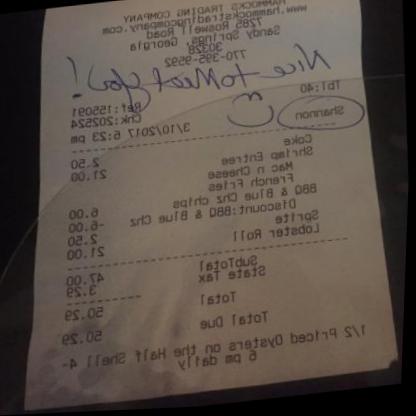 HAMMOCKS TRADING COMPANY
www.hammockstradingcompany.com
7285 Roswell Road
Sandy Springs, Georgia
30328
770-395-9592
Nice to Meet You!
Tbl:40
Ref:155091
Shannon
Chk:202524
3/10/2017 6:23 pm
Coke 2.50
Shrimp Entree 21.00
Mac n Cheese
French Fries
BBQ & Blue Chz chips 6.00
Discount:BBQ & Blue Chz -6.00
Sprite 2.50
Lobster Roll 21.00
SubTotal 47.00
State Tax 3.29
Total 50.29
Total Due 50.29
1/2 Priced Oysters on the Half Shell 4-
6 pm daily